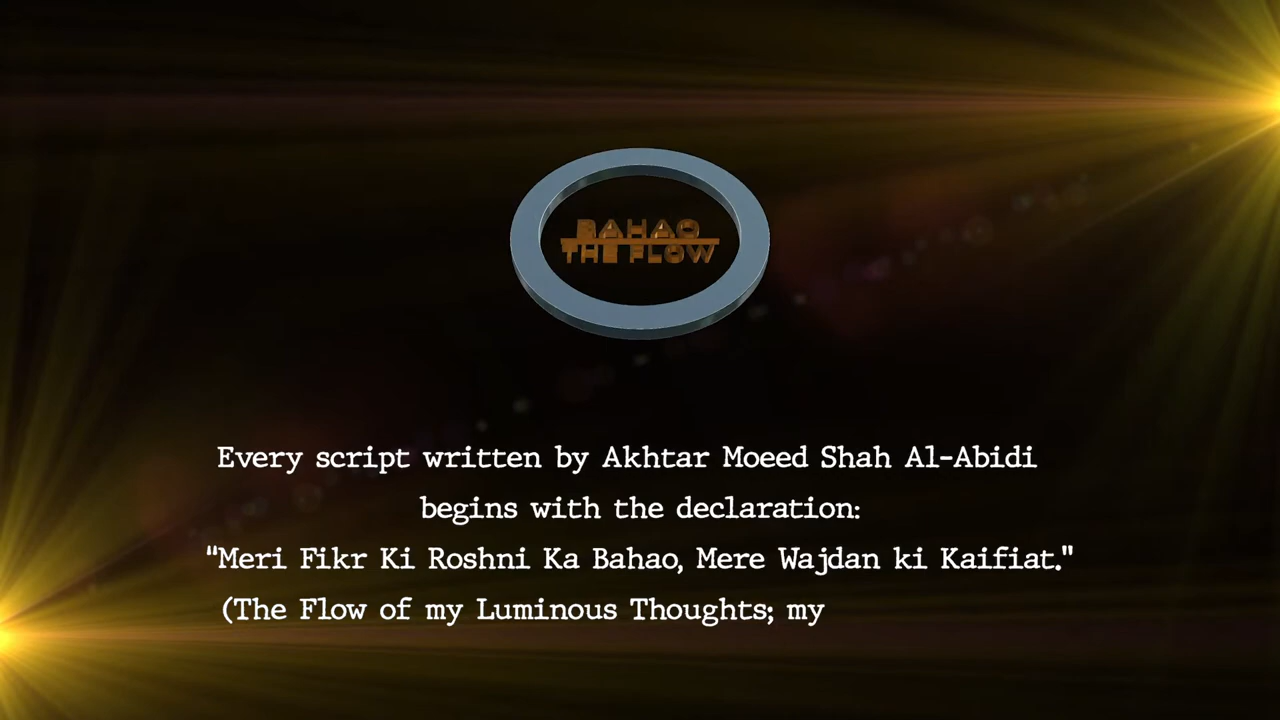 BAHAO
THE FLOW
Every script written by Akhtar Moeed Shah Al-Abidi
begins with the declaration:
"Meri Fikr Ki Roshni Ka Bahao, Mere Wajdan ki Kaifiat."
(The Flow of my Luminous Thoughts; my